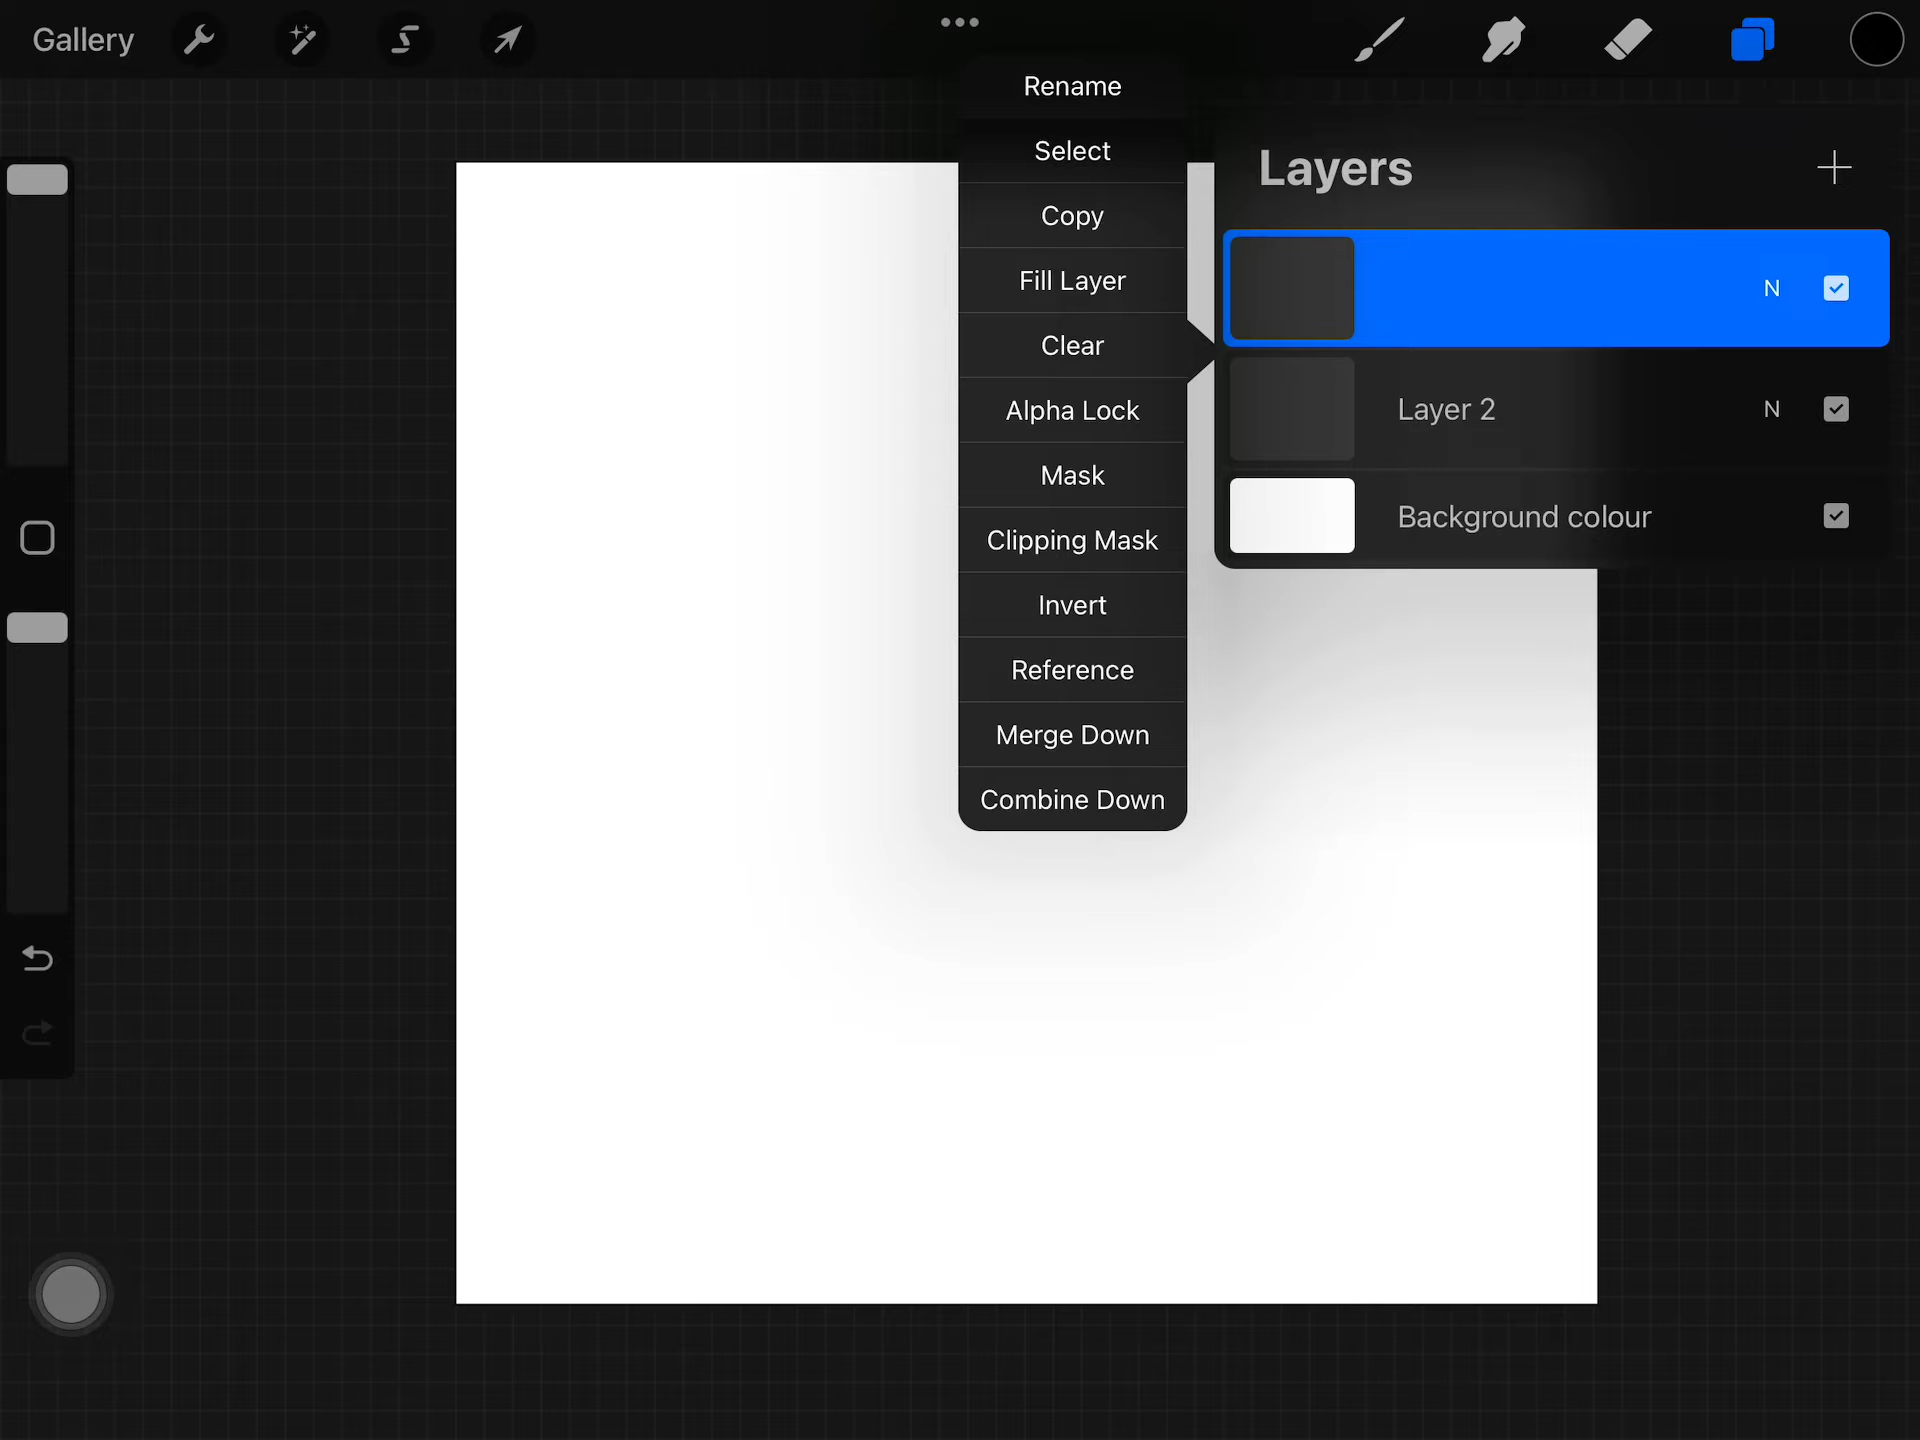 Gallery
Rename
Select
Copy
Fill Layer
Clear
Alpha Lock
Mask
Clipping Mask
Invert
Reference
Merge Down
Combine Down
Layers
N
Layer 2 N
Background colour